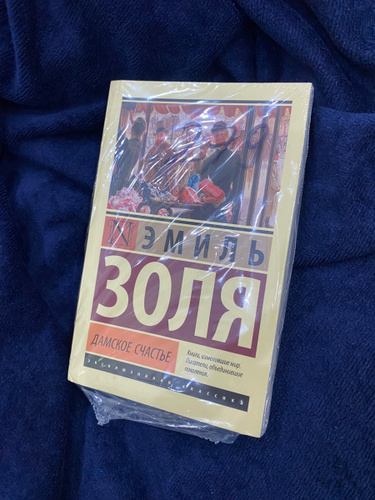 ЭМИЛЬ
ЗОЛЯ
ДАМСКОЕ СЧАСТЬЕ
Книги, изменившие мир.
Писатели, объединившие
поколения.
ЭКСКЛЮЗИВНАЯ КЛАССИКА